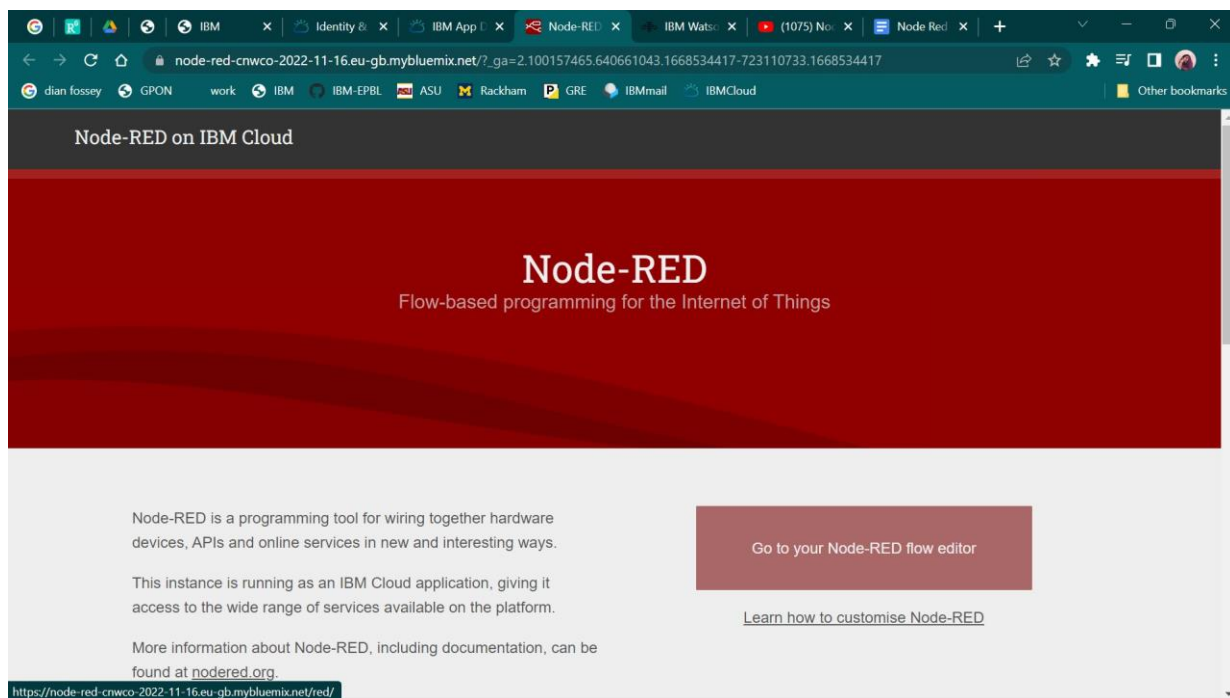 IBM
Identity &
IBM App D
Node-RED
IBM Watso
(1075) No
Node Red
node-red-cnwco-2022-11-16.eu-gb.mybluemix.net/?_ga=2.100157465.640661043.1668534417-723110733.1668534417
dian fossey GPON work IBM IBM-EPBL ASU Rackham GRE IBMmail IBMCloud Other bookmarks
Node-RED on IBM Cloud
Node-RED
Flow-based programming for the Internet of Things
Node-RED is a programming tool for wiring together hardware
devices, APIs and online services in new and interesting ways.
This instance is running as an IBM Cloud application, giving it
access to the wide range of services available on the platform.
More information about Node-RED, including documentation, can be
found at nodered.org.
Go to your Node-RED flow editor
Learn how to customise Node-RED
https://node-red-cnwco-2022-11-16.eu-gb.mybluemix.net/red/